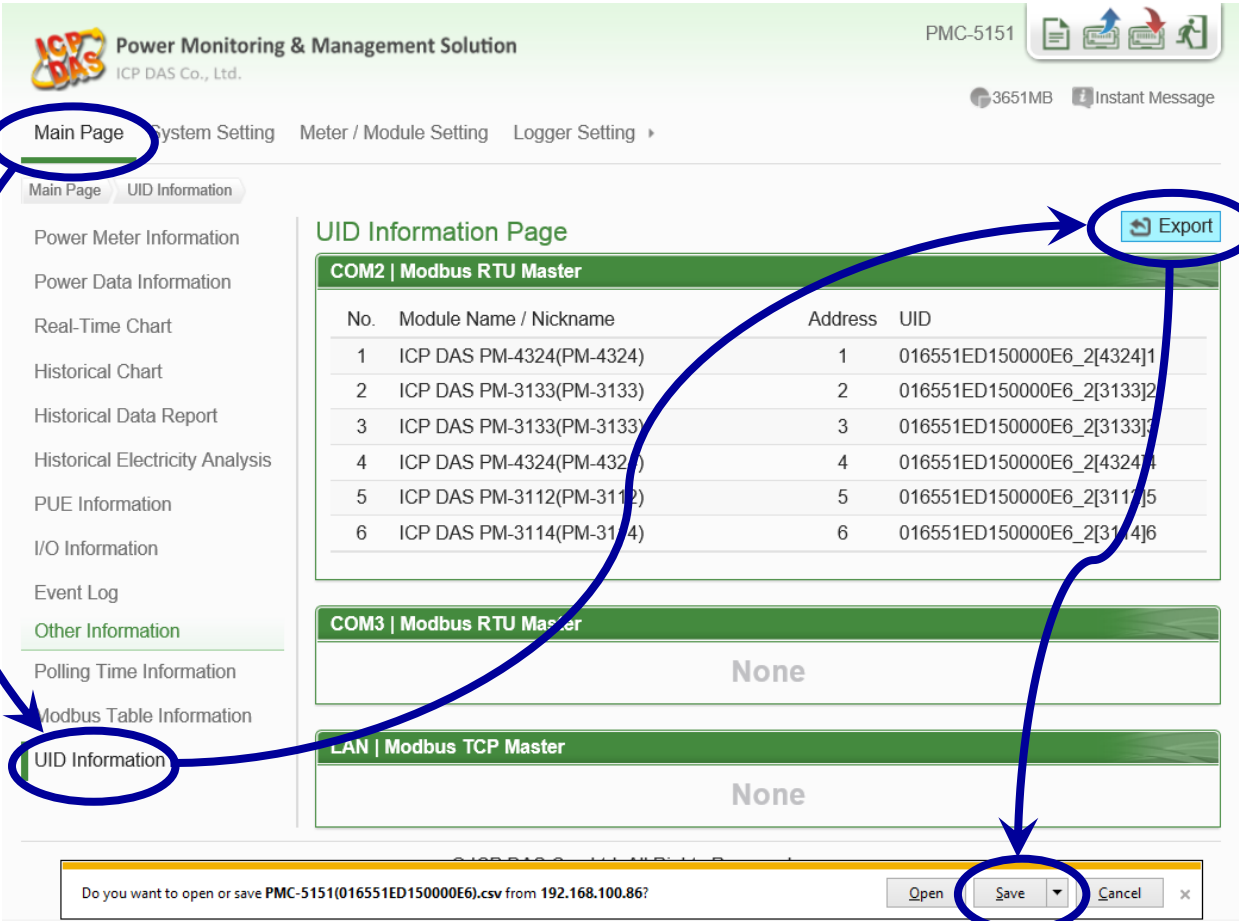 ICP DAS
Power Monitoring & Management Solution
ICP DAS Co., Ltd.
PMC-5151
3651MB Instant Message
Main Page System Setting Meter / Module Setting Logger Setting
Main Page UID Information
Power Meter Information
Power Data Information
Real-Time Chart
Historical Chart
Historical Data Report
Historical Electricity Analysis
PUE Information
I/O Information
Event Log
Other Information
Polling Time Information
Modbus Table Information
UID Information
UID Information Page
Export
COM2 | Modbus RTU Master
No. Module Name / Nickname Address UID
1 ICP DAS PM-4324(PM-4324) 1 016551ED150000E6_2[4324]1
2 ICP DAS PM-3133(PM-3133) 2 016551ED150000E6_2[3133]2
3 ICP DAS PM-3133(PM-3133) 3 016551ED150000E6_2[3133]3
4 ICP DAS PM-4324(PM-4324) 4 016551ED150000E6_2[4324]4
5 ICP DAS PM-3112(PM-3112) 5 016551ED150000E6_2[3112]5
6 ICP DAS PM-3114(PM-3114) 6 016551ED150000E6_2[3114]6
COM3 | Modbus RTU Master
None
LAN | Modbus TCP Master
None
Do you want to open or save PMC-5151(016551ED150000E6).csv from 192.168.100.86?
Open Save Cancel